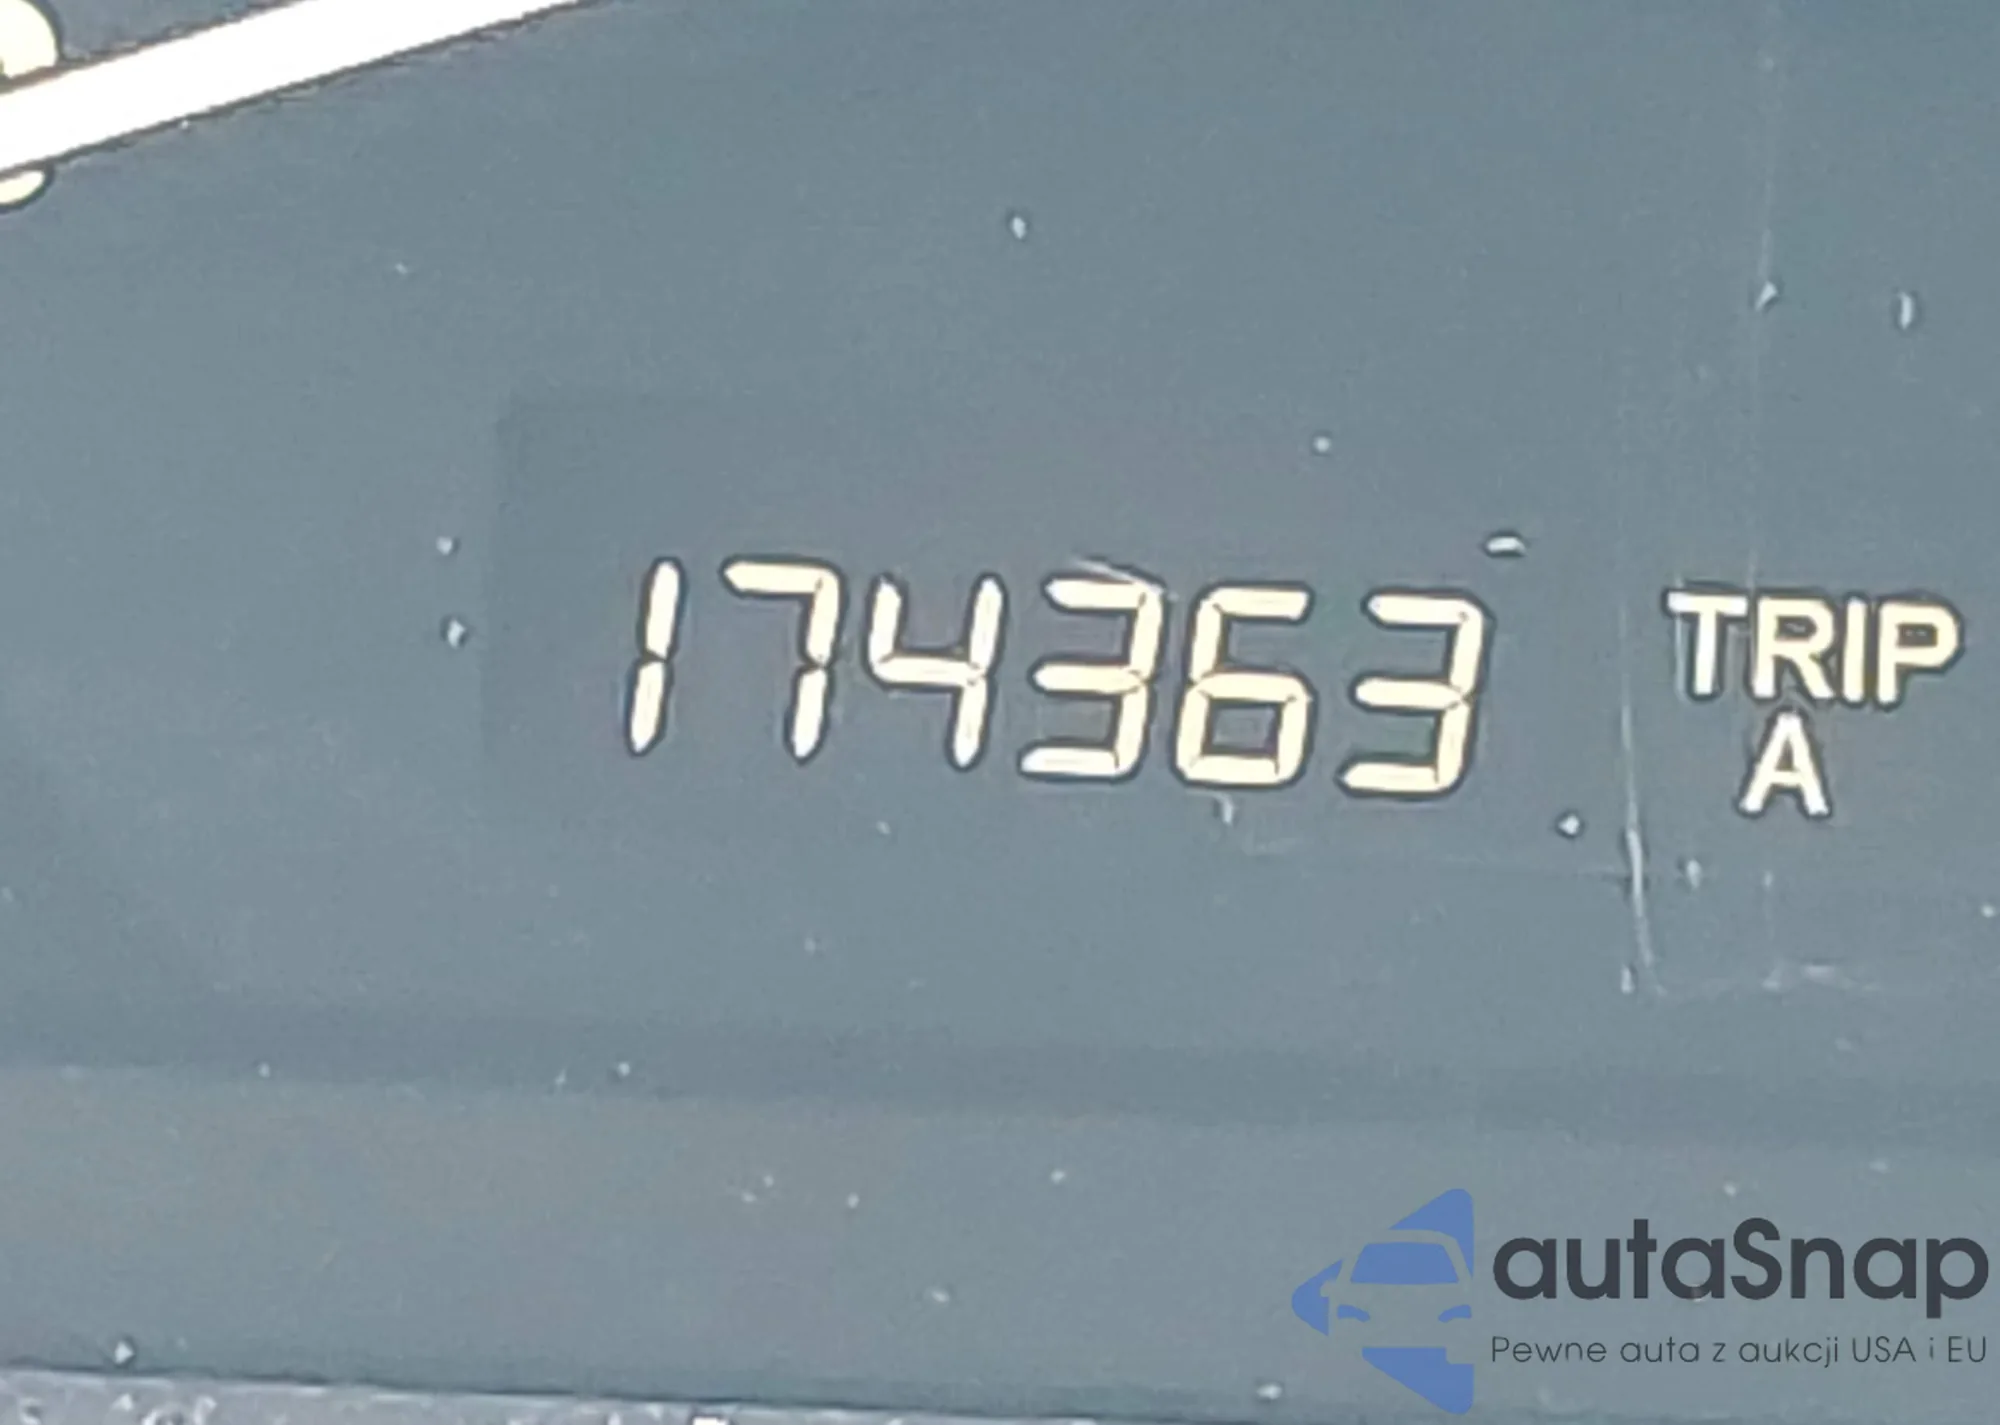 174363 TRIP
A
autaSnap
Pewne auta z aukcji USA i EU